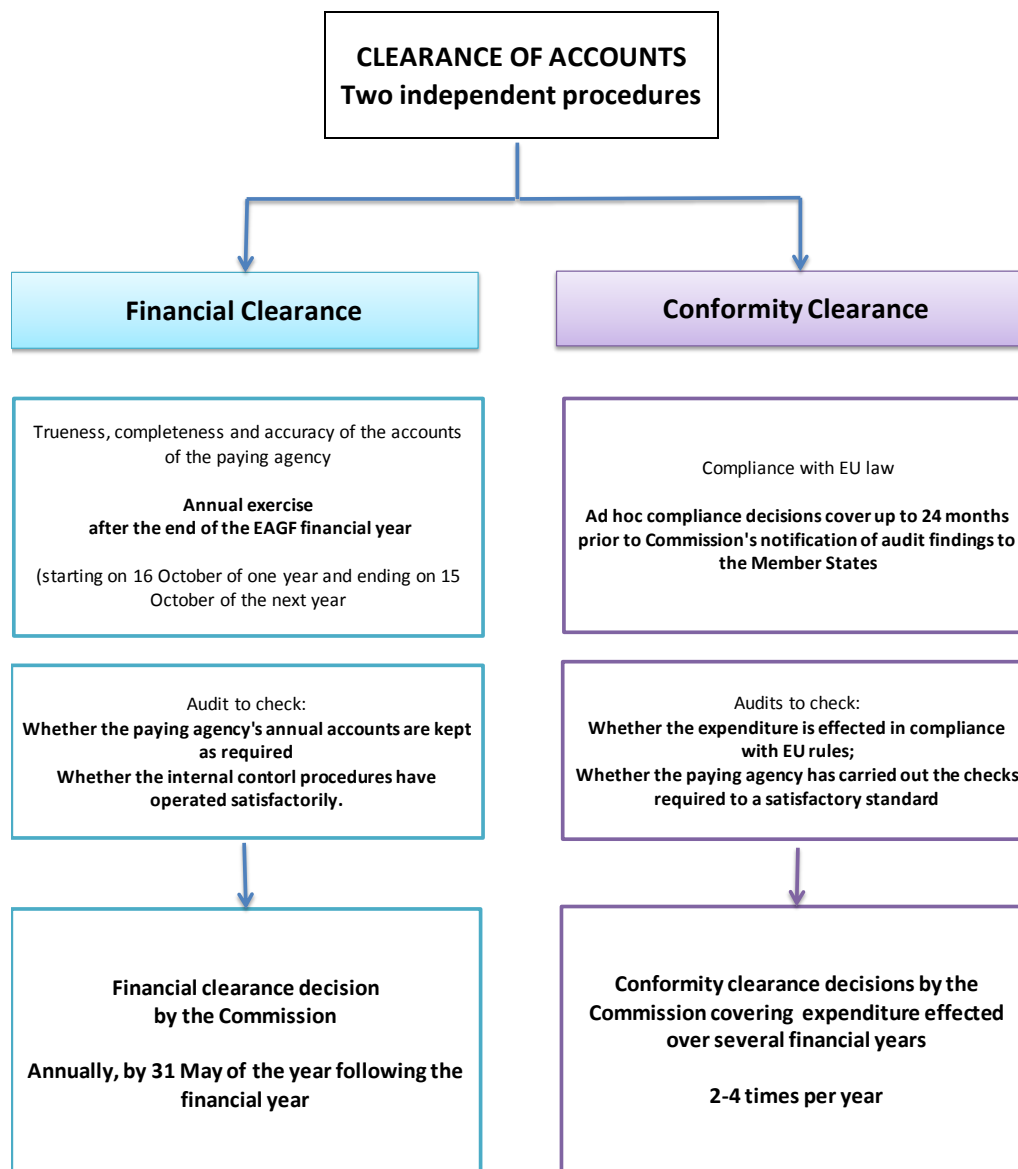 CLEARANCE OF ACCOUNTS
Two independent procedures
Financial Clearance
Trueness, completeness and accuracy of the accounts
of the paying agency
Annual exercise
after the end of the EAGF financial year
(starting on 16 October of one year and ending on 15
October of the next year
Audit to check:
Whether the paying agency's annual accounts are kept
as required
Whether the internal contorl procedures have
operated satisfactorily.
Financial clearance decision
by the Commission
Annually, by 31 May of the year following the
financial year
Conformity Clearance
Compliance with EU law
Ad hoc compliance decisions cover up to 24 months
prior to Commission's notification of audit findings to
the Member States
Audits to check:
Whether the expenditure is effected in compliance
with EU rules;
Whether the paying agency has carried out the checks
required to a satisfactory standard
Conformity clearance decisions by the
Commission covering expenditure effected
over several financial years
2-4 times per year